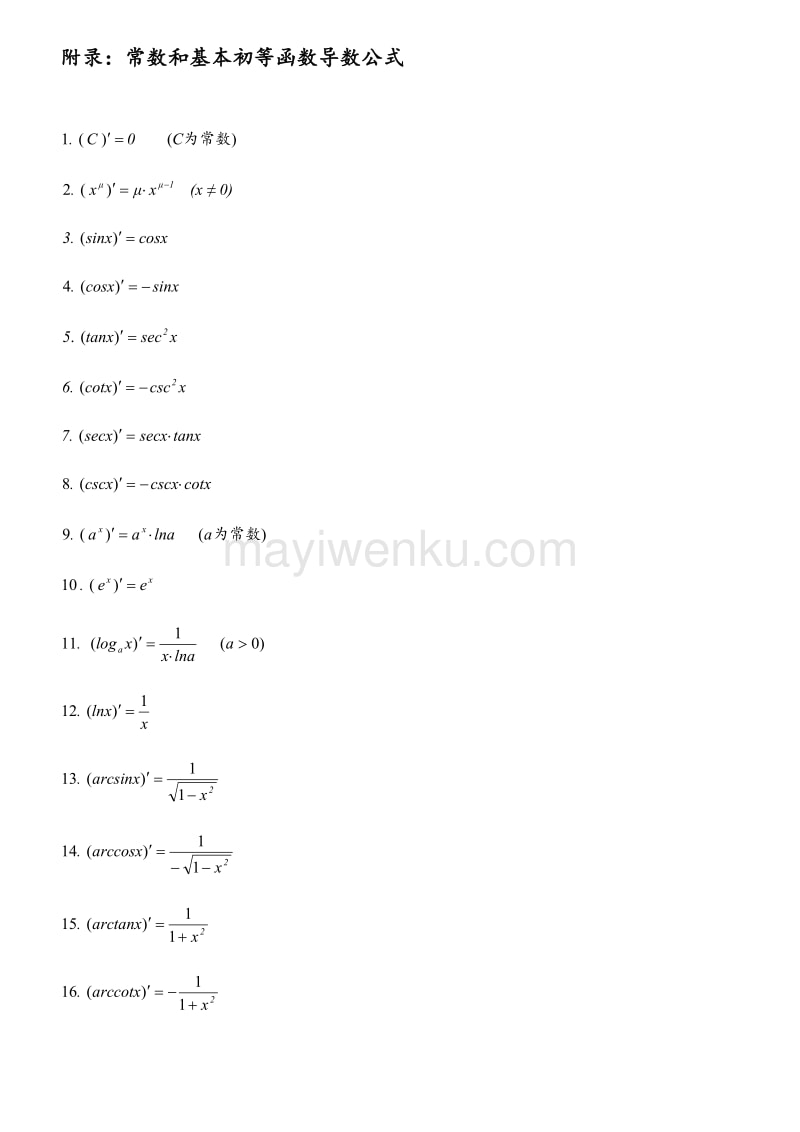 附录：常数和基本初等函数导数公式
1. ( C )′ = 0 (C为常数)
2. ( x^μ )′ = μ· x^(μ−1) (x ≠ 0)
3. (sinx)′ = cosx
4. (cosx)′ = −sinx
5. (tanx)′ = sec² x
6. (cotx)′ = −csc² x
7. (secx)′ = secx·tanx
8. (cscx)′ = −cscx·cotx
9. ( a^x )′ = a^x ·lna (a为常数)
mayiwenku.com
10 . ( e^x )′ = e^x
11. (log_a x)′ = 1/(x·lna) (a > 0)
12. (lnx)′ = 1/x
13. (arcsinx)′ = 1/√(1− x²)
14. (arccosx)′ = 1/(−√(1− x²))
15. (arctanx)′ = 1/(1+ x²)
16. (arccotx)′ = −1/(1+ x²)